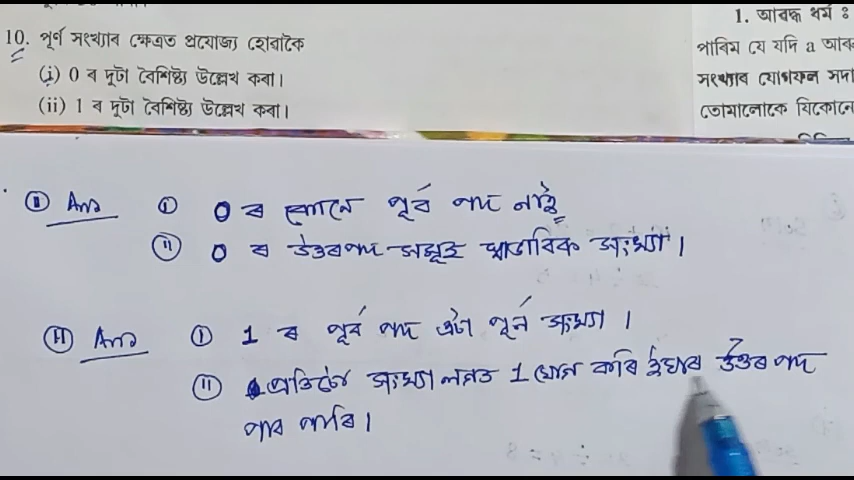 10. পূৰ্ণ সংখ্যাৰ ক্ষেত্ৰত প্ৰযোজ্য হোৱাকৈ
(i) 0 ৰ দুটা বৈশিষ্ট্য উল্লেখ কৰা।
(ii) 1 ৰ দুটা বৈশিষ্ট্য উল্লেখ কৰা।
1. আবদ্ধ ধৰ্ম :
পাৰিম যে যদি a আৰু
সংখ্যাৰ যোগফল সদা
তোমালোকে যিকোনে
Ans (i) 0 ৰ কোনো পূৰ্ব পদ নাই
(ii) 0 ৰ উত্তৰপদ সমূহ স্বাভাৱিক সংখ্যা।
(ii) Ans (i) 1 ৰ পূৰ্ব পদ এটা পূৰ্ন সংখ্যা।
(ii) প্ৰতিটো সংখ্যা লগত 1 যোগ কৰি ইয়াৰ উত্তৰ পদ
পাব পাৰি।